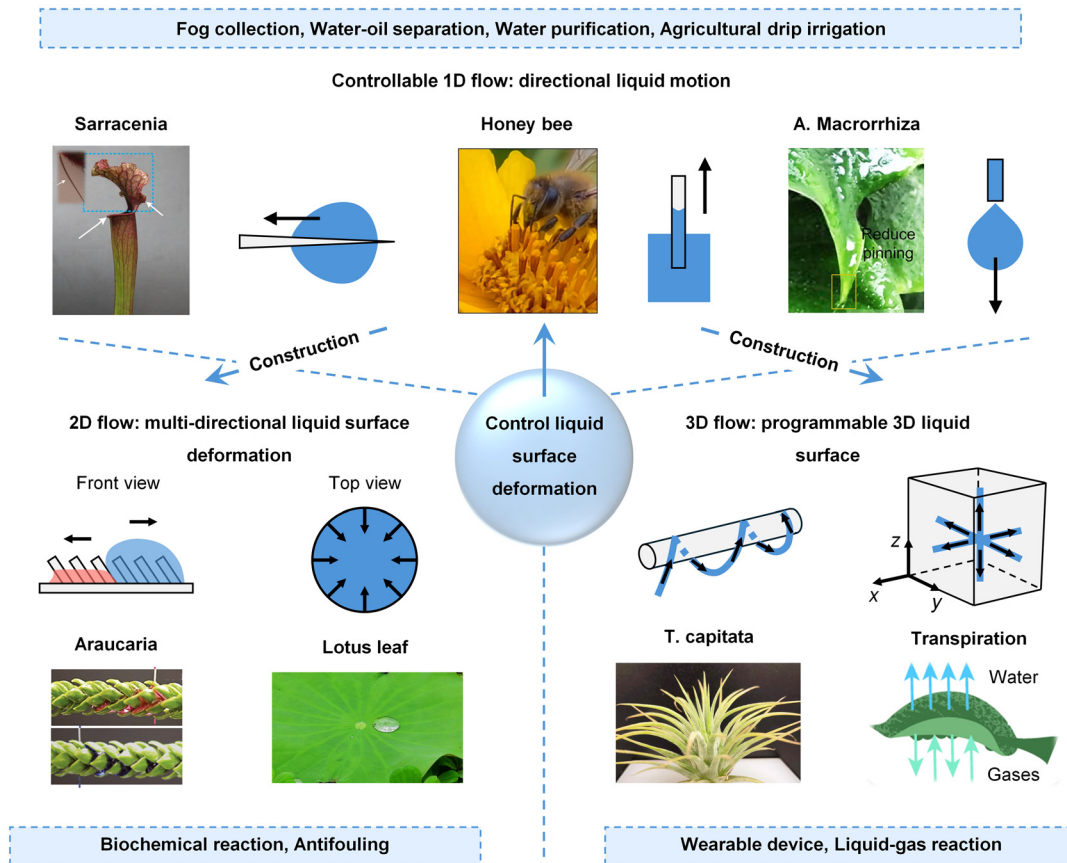 Fog collection, Water-oil separation, Water purification, Agricultural drip irrigation
Controllable 1D flow: directional liquid motion
Sarracenia
Honey bee
A. Macrorrhiza
Reduce
pinning
Construction
Construction
Control liquid
surface
deformation
2D flow: multi-directional liquid surface
deformation
Front view
Top view
Araucaria
Lotus leaf
3D flow: programmable 3D liquid
surface
z
x
y
T. capitata
Transpiration
Water
Gases
Biochemical reaction, Antifouling
Wearable device, Liquid-gas reaction